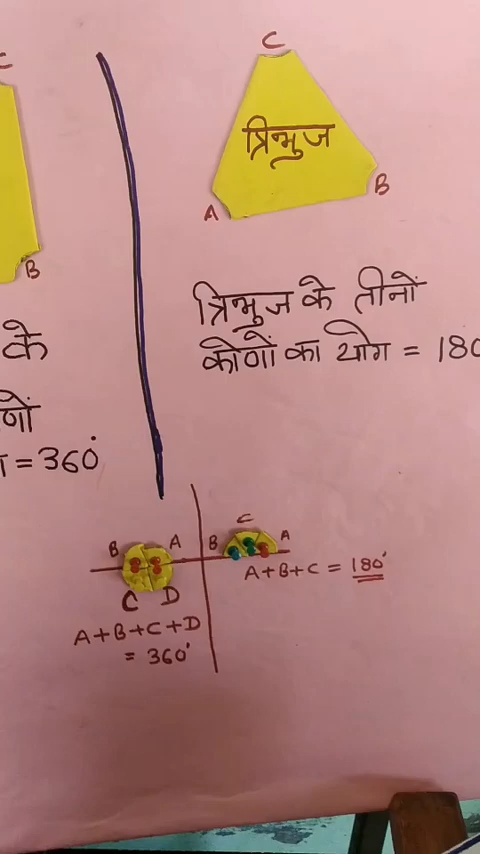 C
B
के
णों
= 360°
C
त्रिभुज
A
B
त्रिभुज के तीनों
कोणों का योग = 180
B
A
C
D
A+B+C+D
= 360°
C
B
A
A+B+C = 180°